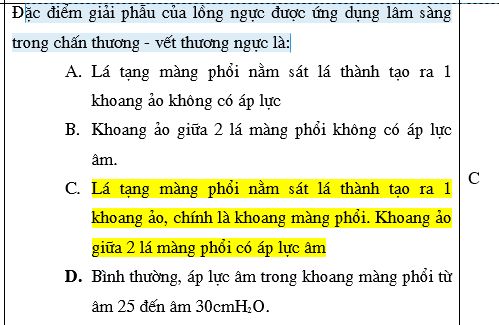 Đặc điểm giải phẫu của lồng ngực được ứng dụng lâm sàng
trong chấn thương - vết thương ngực là:
A. Lá tạng màng phổi nằm sát lá thành tạo ra 1
khoang ảo không có áp lực
B. Khoang ảo giữa 2 lá màng phổi không có áp lực
âm.
C. Lá tạng màng phổi nằm sát lá thành tạo ra 1
khoang ảo, chính là khoang màng phổi. Khoang ảo
giữa 2 lá màng phổi có áp lực âm
C
D. Bình thường, áp lực âm trong khoang màng phổi từ
âm 25 đến âm 30cmH₂O.